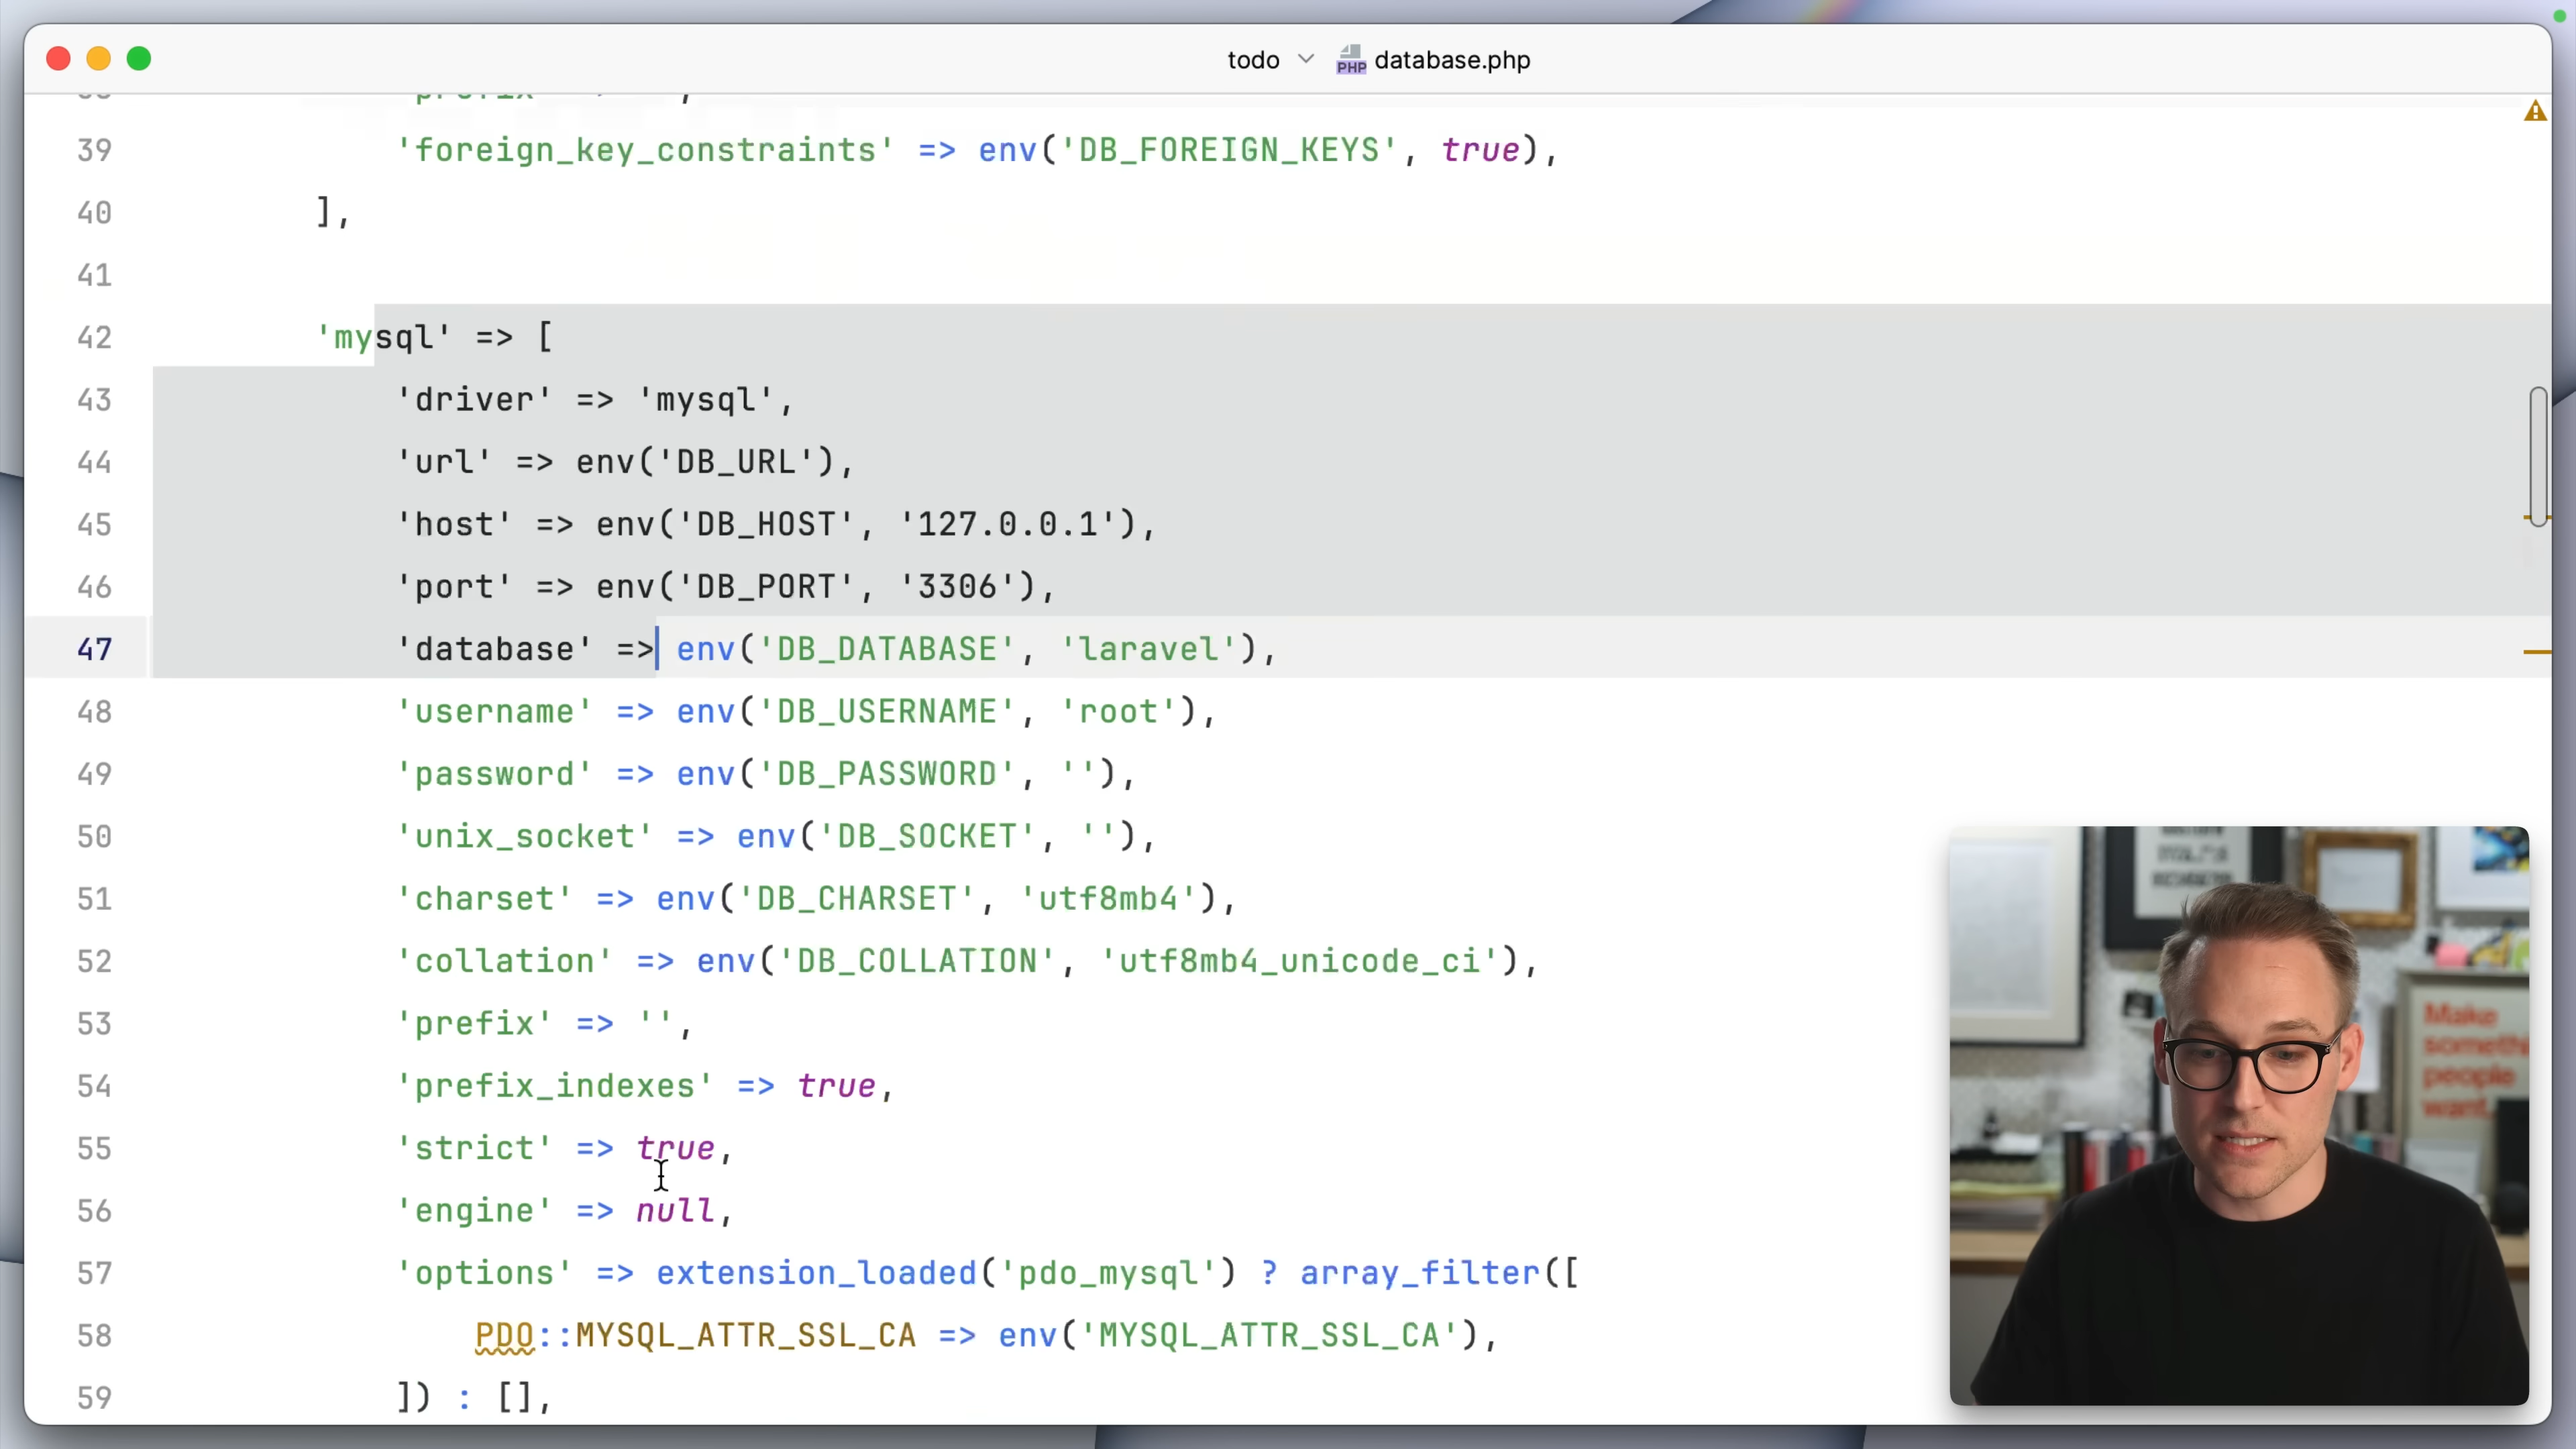 todo
PHP database.php
39 'foreign_key_constraints' => env('DB_FOREIGN_KEYS', true),
40 ],
41
42 'mysql' => [
43 'driver' => 'mysql',
44 'url' => env('DB_URL'),
45 'host' => env('DB_HOST', '127.0.0.1'),
46 'port' => env('DB_PORT', '3306'),
47 'database' => env('DB_DATABASE', 'laravel'),
48 'username' => env('DB_USERNAME', 'root'),
49 'password' => env('DB_PASSWORD', ''),
50 'unix_socket' => env('DB_SOCKET', ''),
51 'charset' => env('DB_CHARSET', 'utf8mb4'),
52 'collation' => env('DB_COLLATION', 'utf8mb4_unicode_ci'),
53 'prefix' => '',
54 'prefix_indexes' => true,
55 'strict' => true,
56 'engine' => null,
57 'options' => extension_loaded('pdo_mysql') ? array_filter([
58 PDO::MYSQL_ATTR_SSL_CA => env('MYSQL_ATTR_SSL_CA'),
59 ]) : [],
Make
people
want